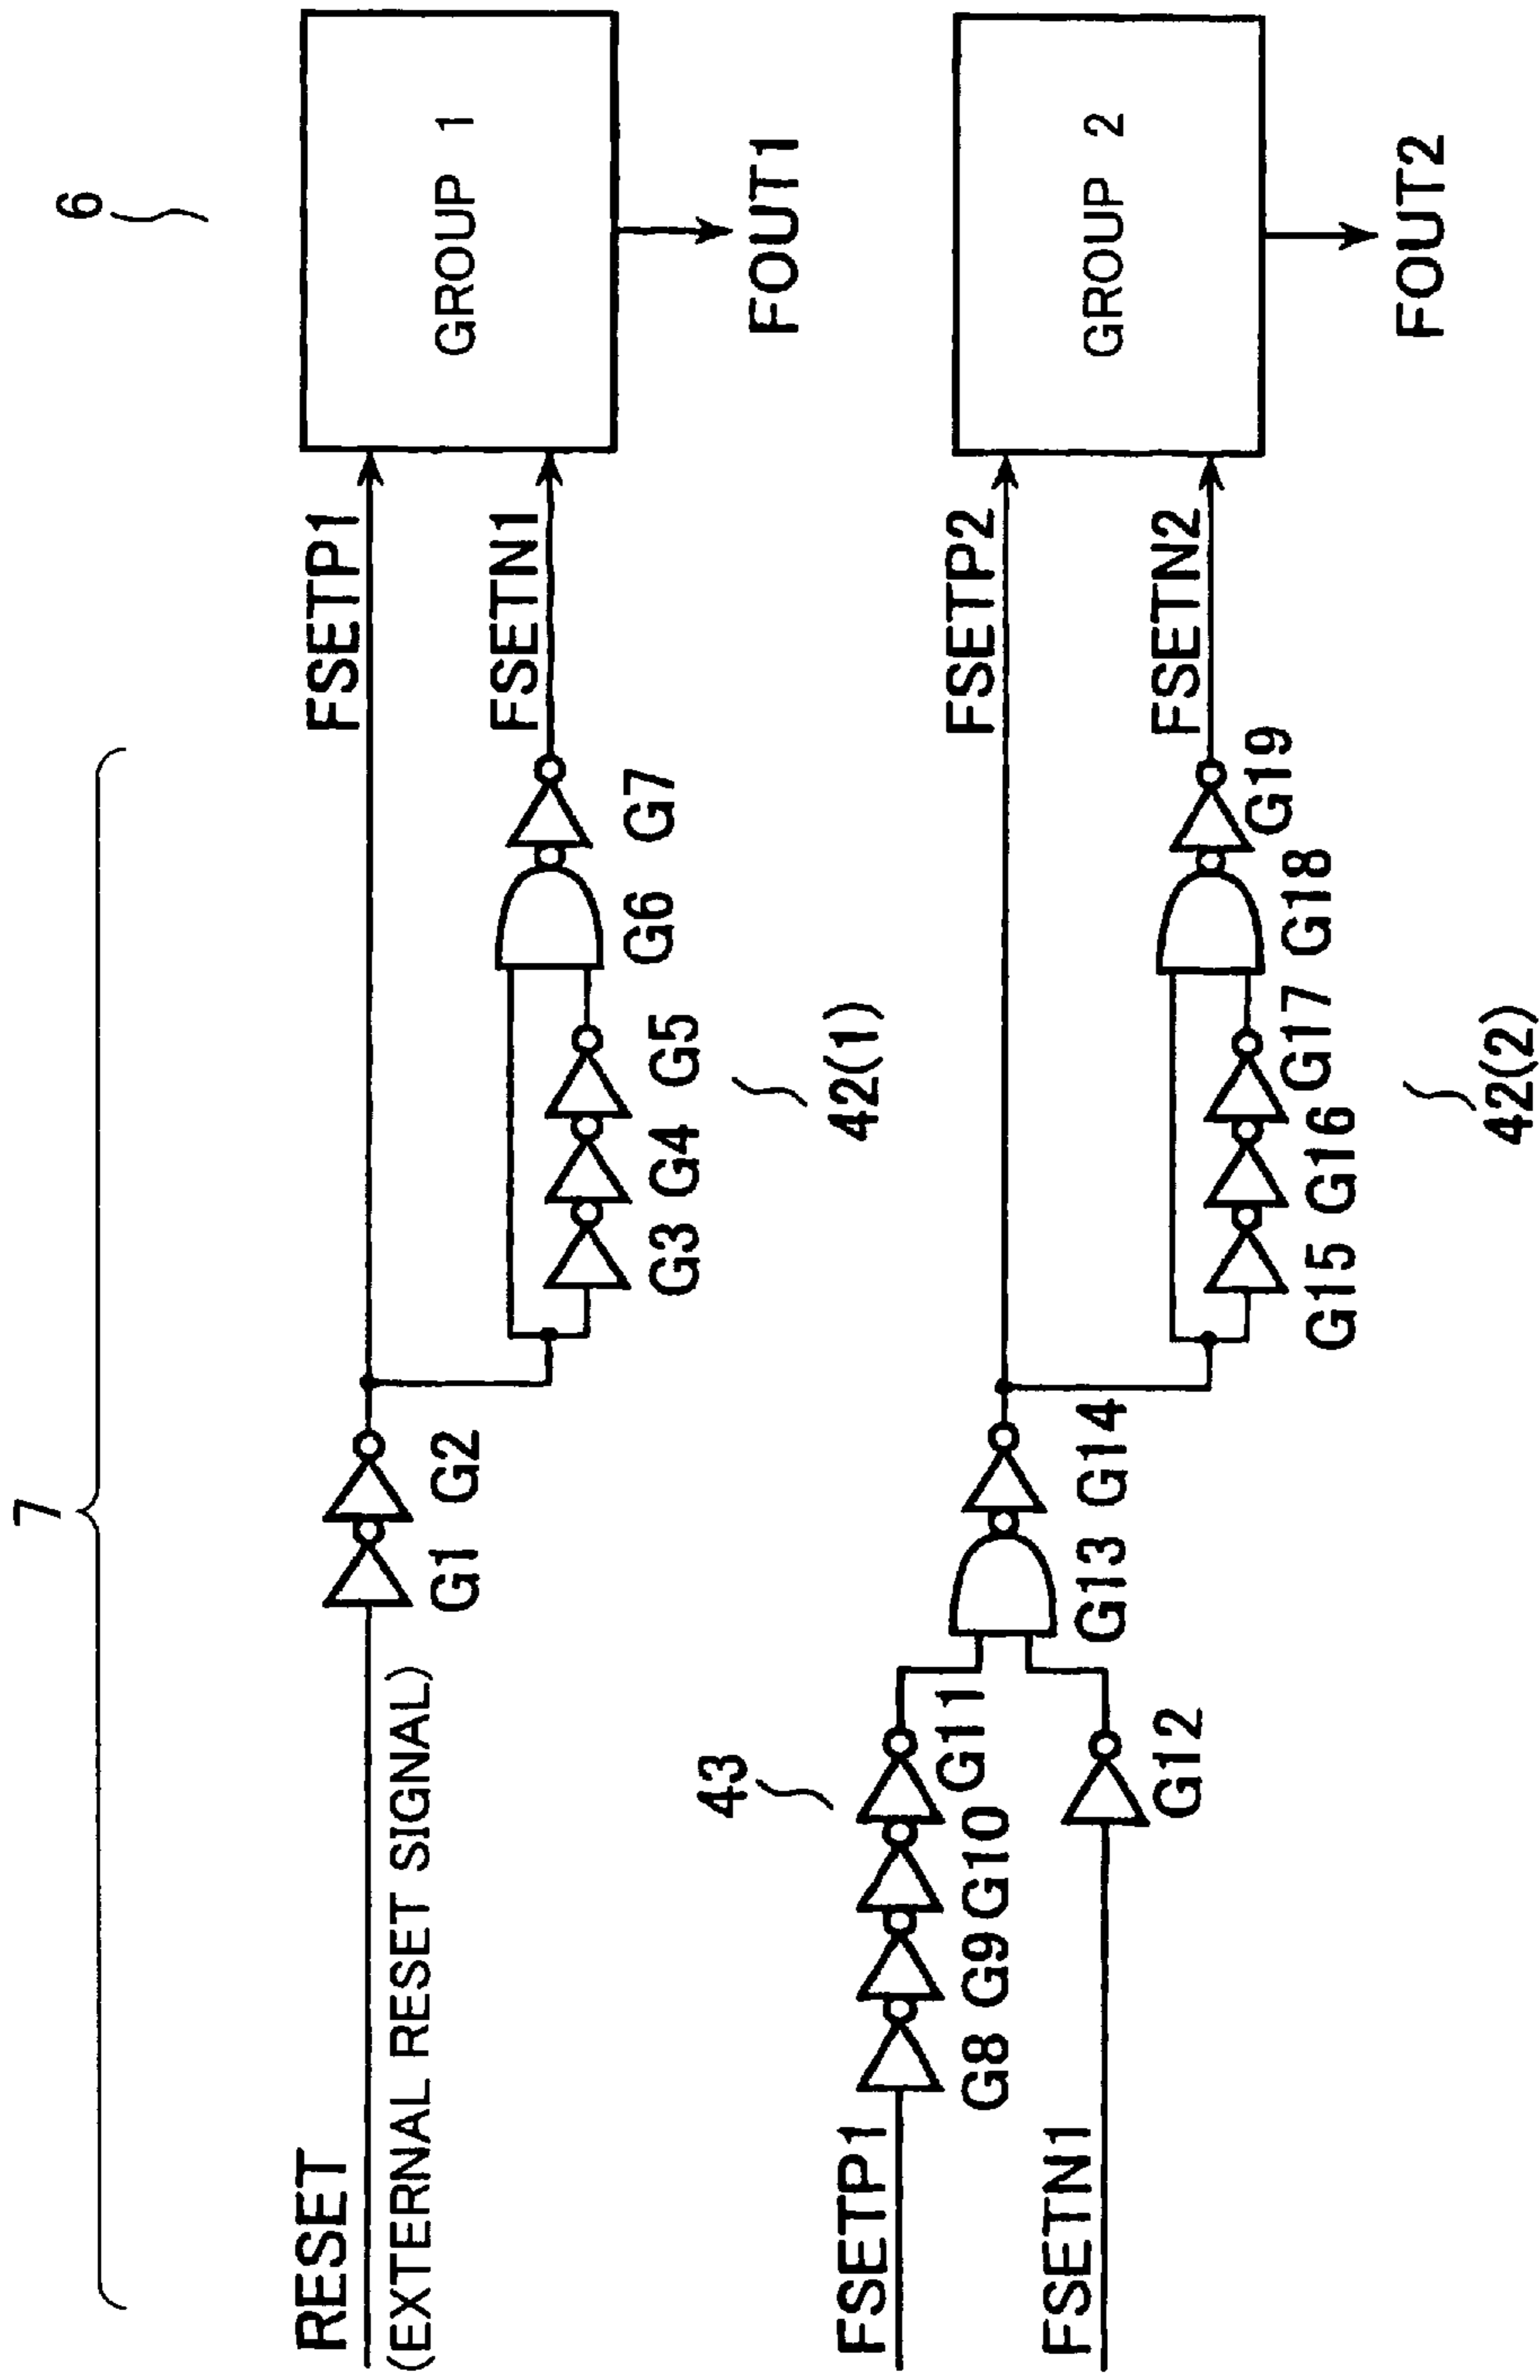 7
6
RESET
(EXTERNAL RESET SIGNAL)
G1 G2
FSETP1
GROUP 1
G3 G4 G5
G6 G7
FSETN1
42(1)
FOUT1
43
FSETP1
G8 G9 G10 G11
FSETN1
G12
G13 G14
FSETP2
GROUP 2
G15 G16 G17
G18 G19
FSETN2
42(2)
FOUT2